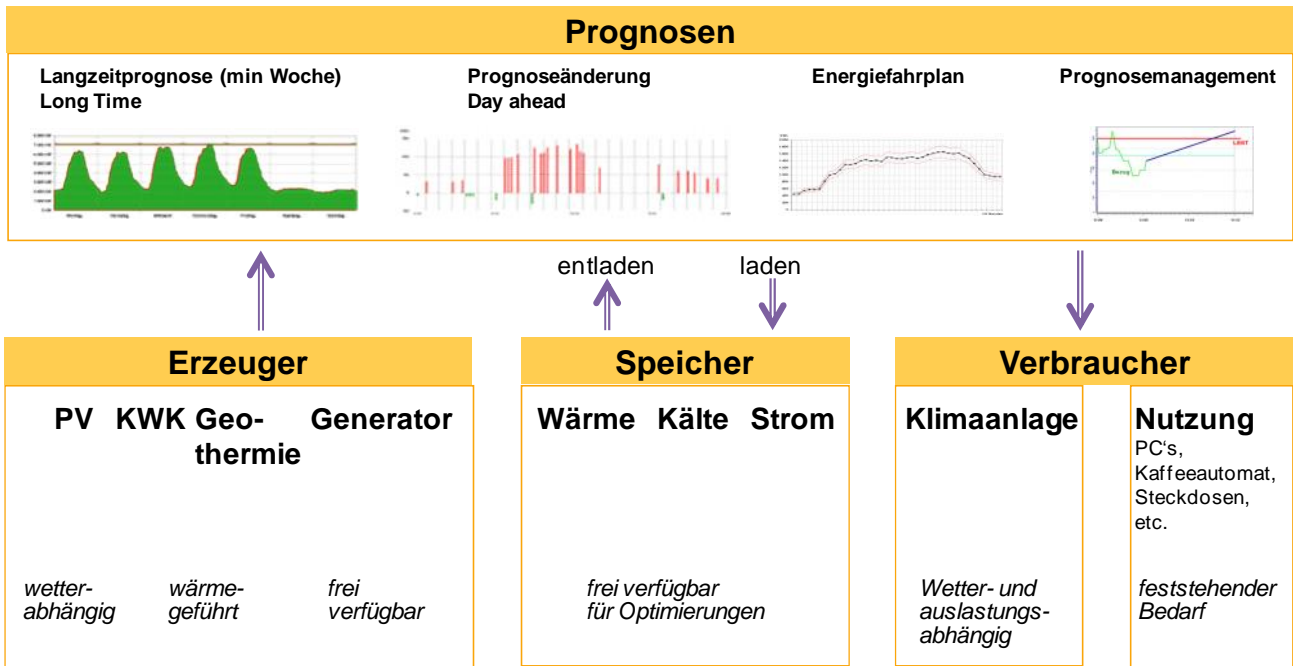 Prognosen
Langzeitprognose (min Woche)
Long Time
Prognoseänderung
Day ahead
Energiefahrplan
Prognosemanagement
LAST
Bezug
entladen
laden
Erzeuger
PV KWK Geo-
thermie
Generator
wetter-
abhängig
wärme-
geführt
frei
verfügbar
Speicher
Wärme Kälte Strom
frei verfügbar
für Optimierungen
Verbraucher
Klimaanlage
Wetter- und
auslastungs-
abhängig
Nutzung
PC‘s,
Kaffeeautomat,
Steckdosen,
etc.
feststehender
Bedarf